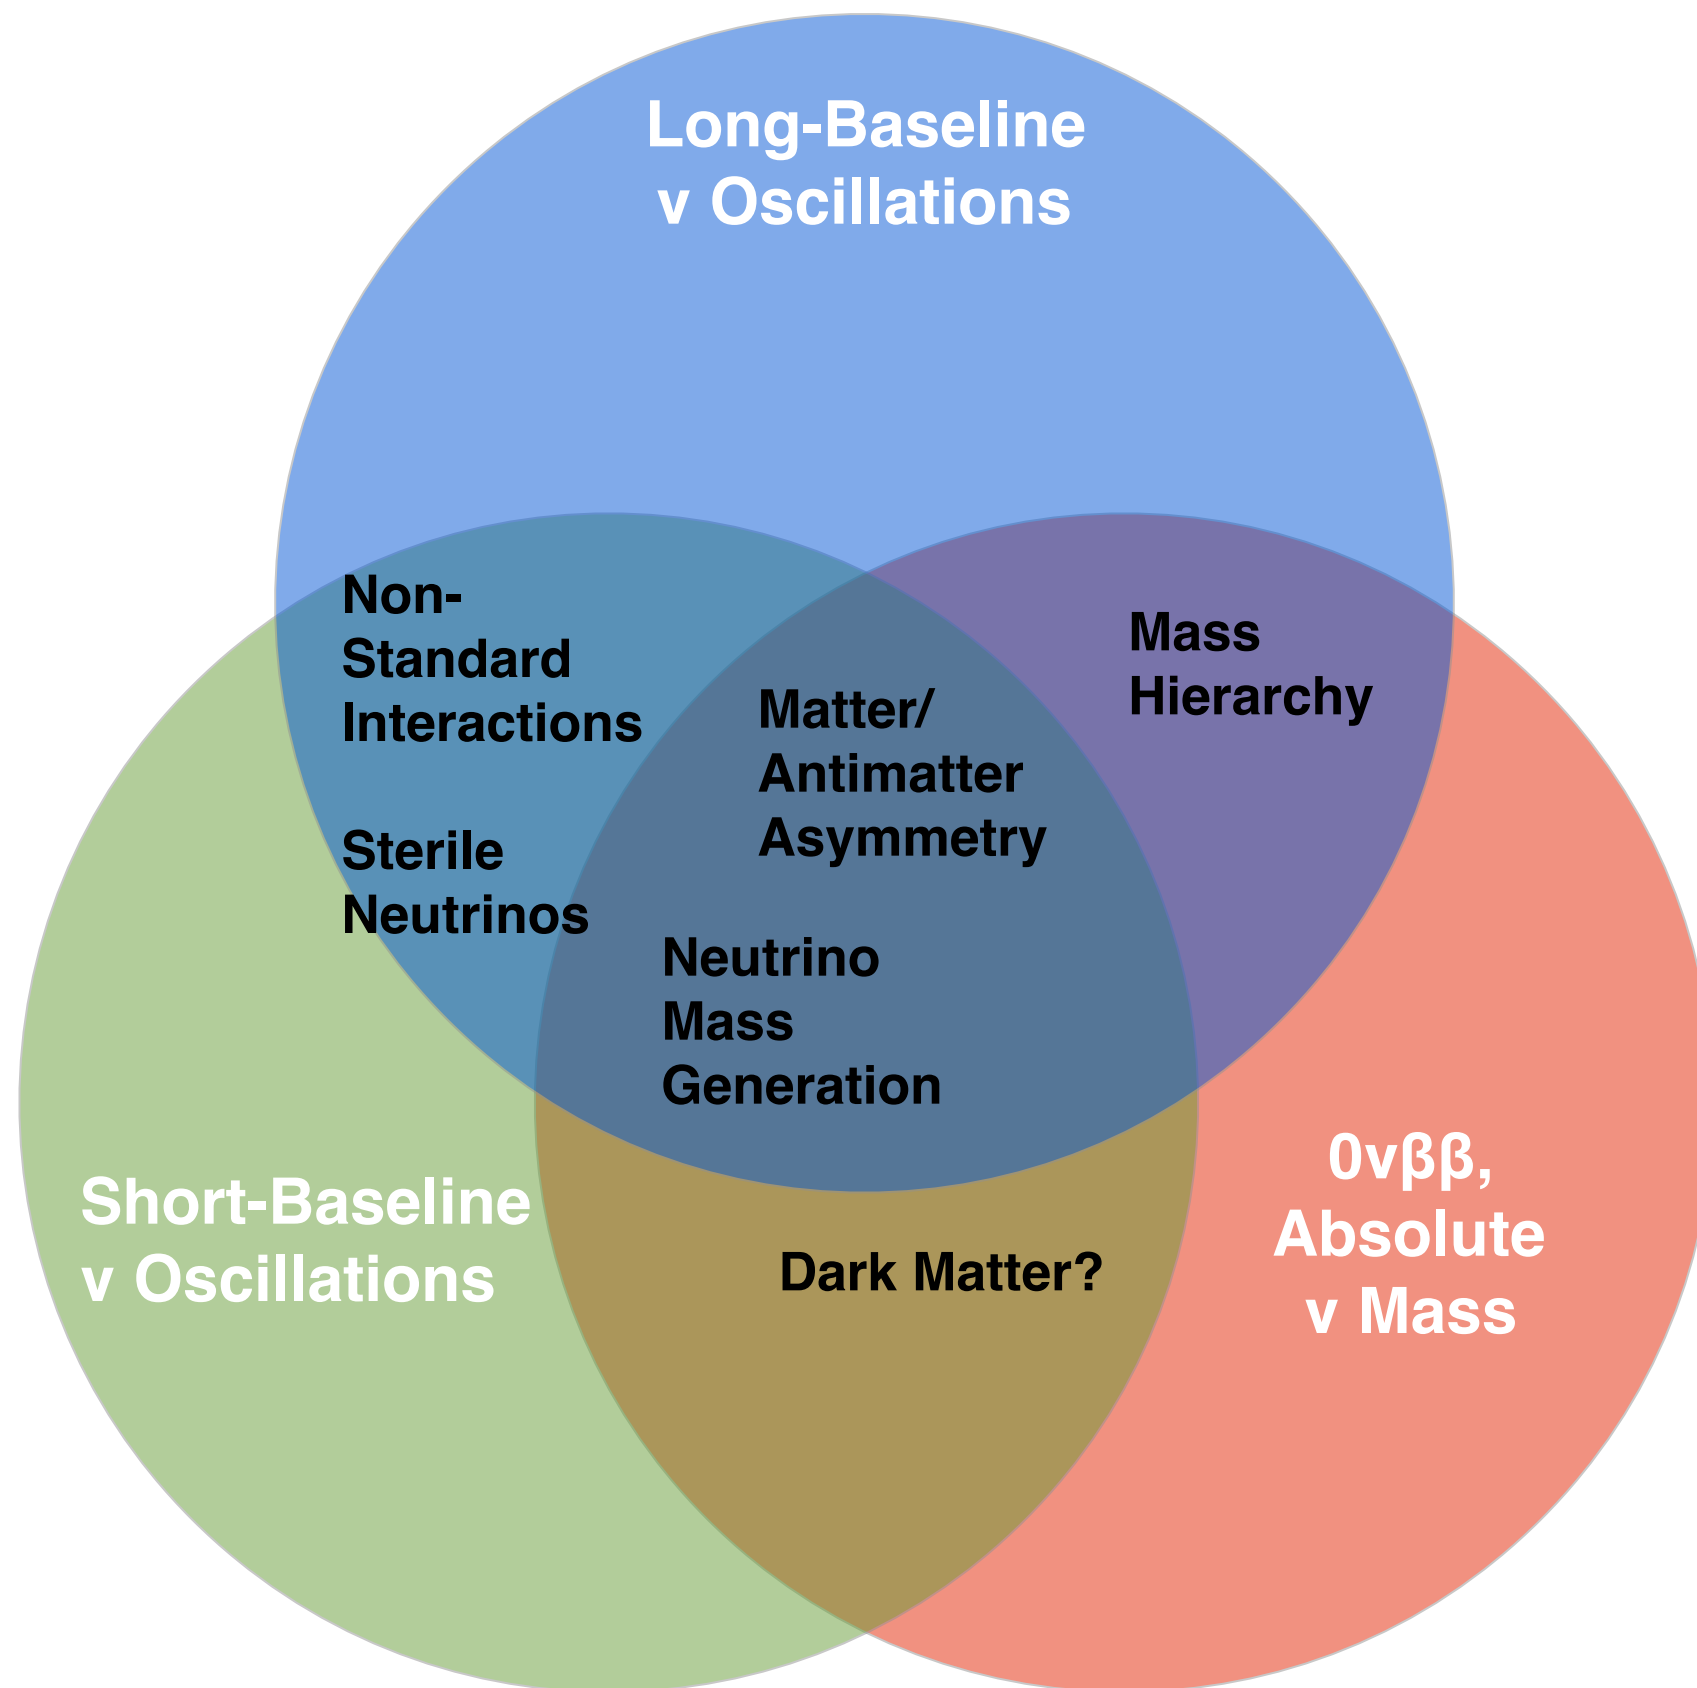 Long-Baseline
v Oscillations
Non-
Standard
Interactions
Sterile
Neutrinos
Matter/
Antimatter
Asymmetry
Neutrino
Mass
Generation
Mass
Hierarchy
Short-Baseline
v Oscillations
Dark Matter?
0vββ,
Absolute
v Mass